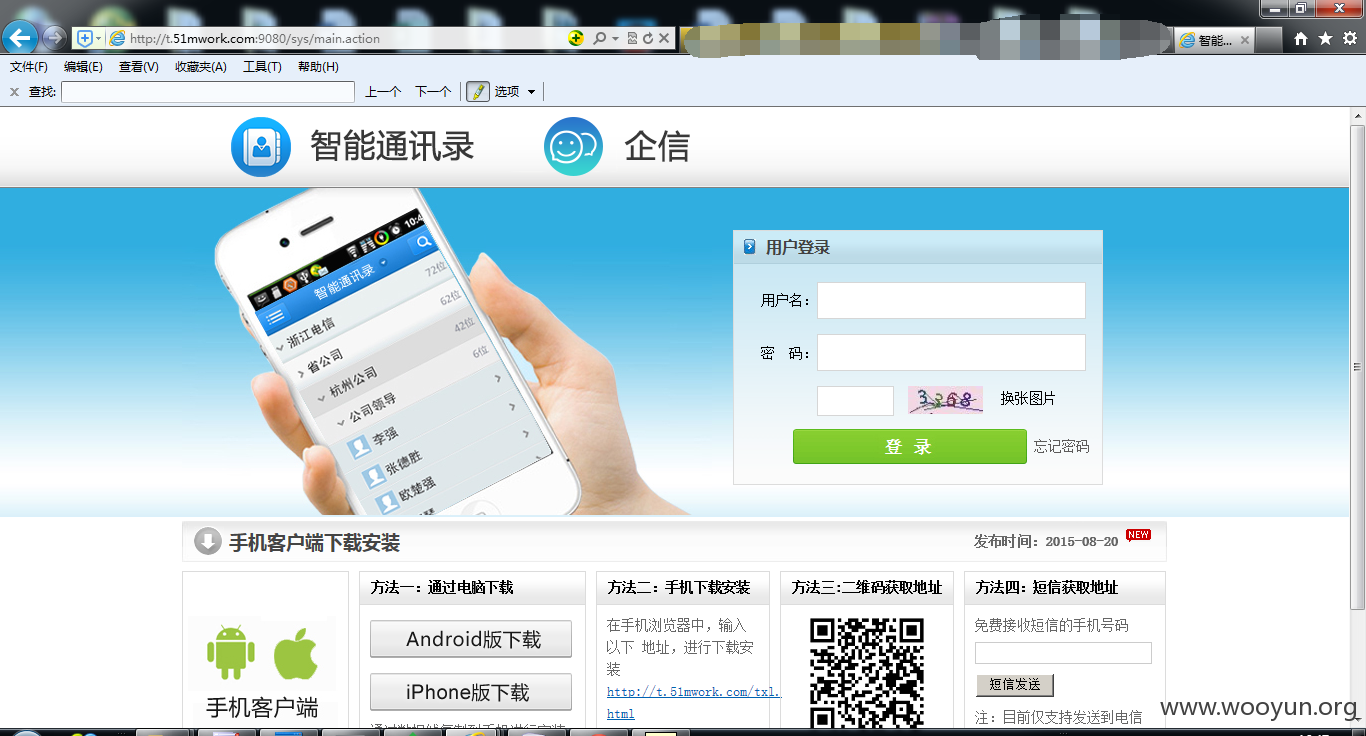 http://t.51mwork.com:9080/sys/main.action
智能...
文件(F) 编辑(E) 查看(V) 收藏夹(A) 工具(T) 帮助(H)
查找: 上一个 下一个 选项
智能通讯录 企信
10:4
智能通讯录
72位
浙江电信 62位
省公司 42位
杭州公司 6位
公司领导
李强
张德胜
欧楚强
用户登录
用户名:
密 码:
3268 换张图片
登 录 忘记密码
手机客户端下载安装 发布时间:2015-08-20 NEW
手机客户端
方法一:通过电脑下载
Android版下载
iPhone版下载
通过数据线复制到手机进行安装
方法二:手机下载安装
在手机浏览器中,输入
以下 地址,进行下载安
装
http://t.51mwork.com/txl.
html
方法三:二维码获取地址
方法四:短信获取地址
免费接收短信的手机号码
短信发送
注:目前仅支持发送到电信
www.wooyun.org